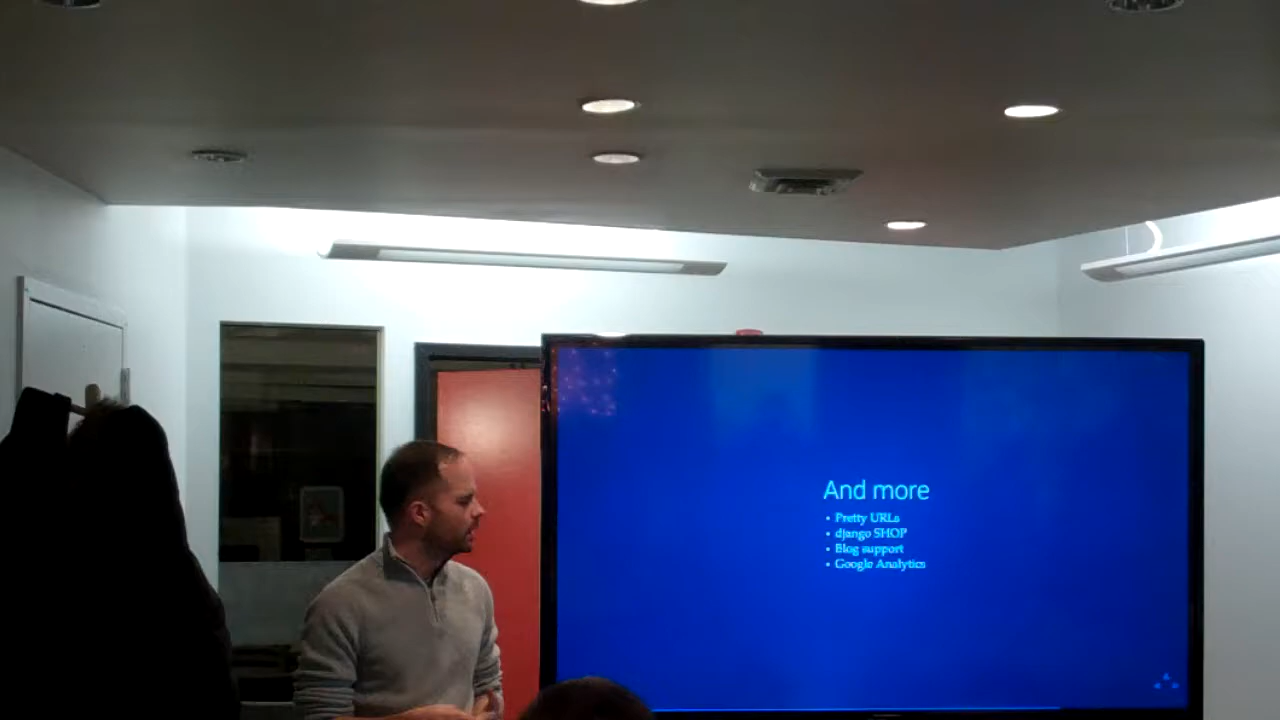 And more
• Pretty URLs
• django SHOP
• Blog support
• Google Analytics